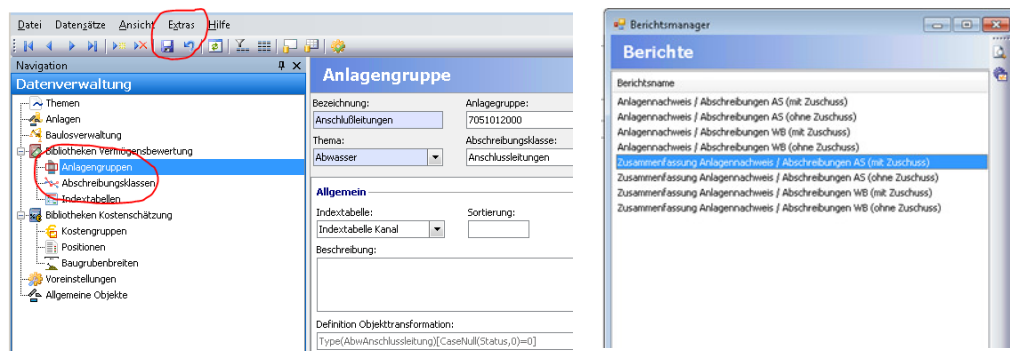 Datei Datensätze Ansicht Extras Hilfe
Navigation
Datenverwaltung
Themen
Anlagen
Baulosverwaltung
Bibliotheken Vermögensbewertung
Anlagengruppen
Abschreibungsklassen
Indextabellen
Bibliotheken Kostenschätzung
Kostengruppen
Positionen
Baugrubenbreiten
Voreinstellungen
Allgemeine Objekte
Anlagengruppe
Bezeichnung: Anlagegruppe:
Anschlußleitungen 7051012000
Thema: Abschreibungsklasse:
Abwasser Anschlussleitungen
Allgemein
Indextabelle: Sortierung:
Indextabelle Kanal
Beschreibung:
Definition Objekttransformation:
Type(AbwAnschlussleitung)[CaseNull(Status,0)=0]
Berichtsmanager
Berichte
Berichtsname
Anlagennachweis / Abschreibungen AS (mit Zuschuss)
Anlagennachweis / Abschreibungen AS (ohne Zuschuss)
Anlagennachweis / Abschreibungen WB (mit Zuschuss)
Anlagennachweis / Abschreibungen WB (ohne Zuschuss)
Zusammenfassung Anlagennachweis / Abschreibungen AS (mit Zuschuss)
Zusammenfassung Anlagennachweis / Abschreibungen AS (ohne Zuschuss)
Zusammenfassung Anlagennachweis / Abschreibungen WB (mit Zuschuss)
Zusammenfassung Anlagennachweis / Abschreibungen WB (ohne Zuschuss)